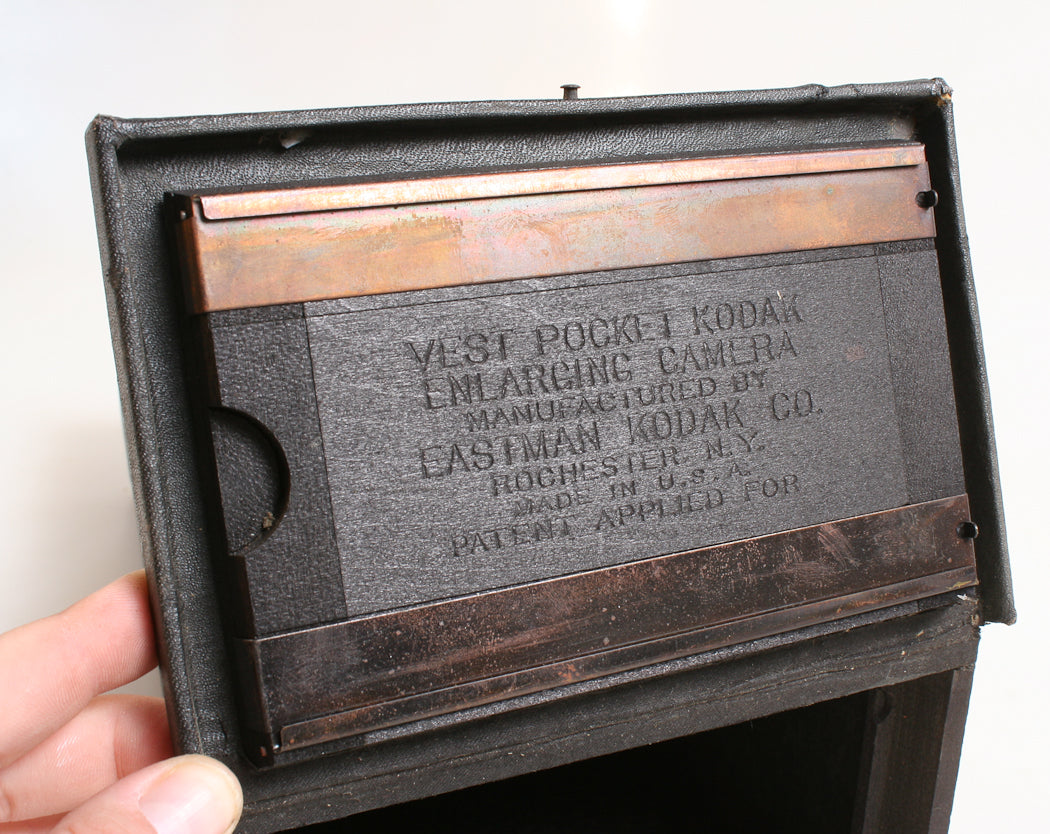 VEST POCKET KODAK
ENLARGING CAMERA
MANUFACTURED BY
EASTMAN KODAK CO.
ROCHESTER, N.Y.
MADE IN U.S.A.
PATENT APPLIED FOR